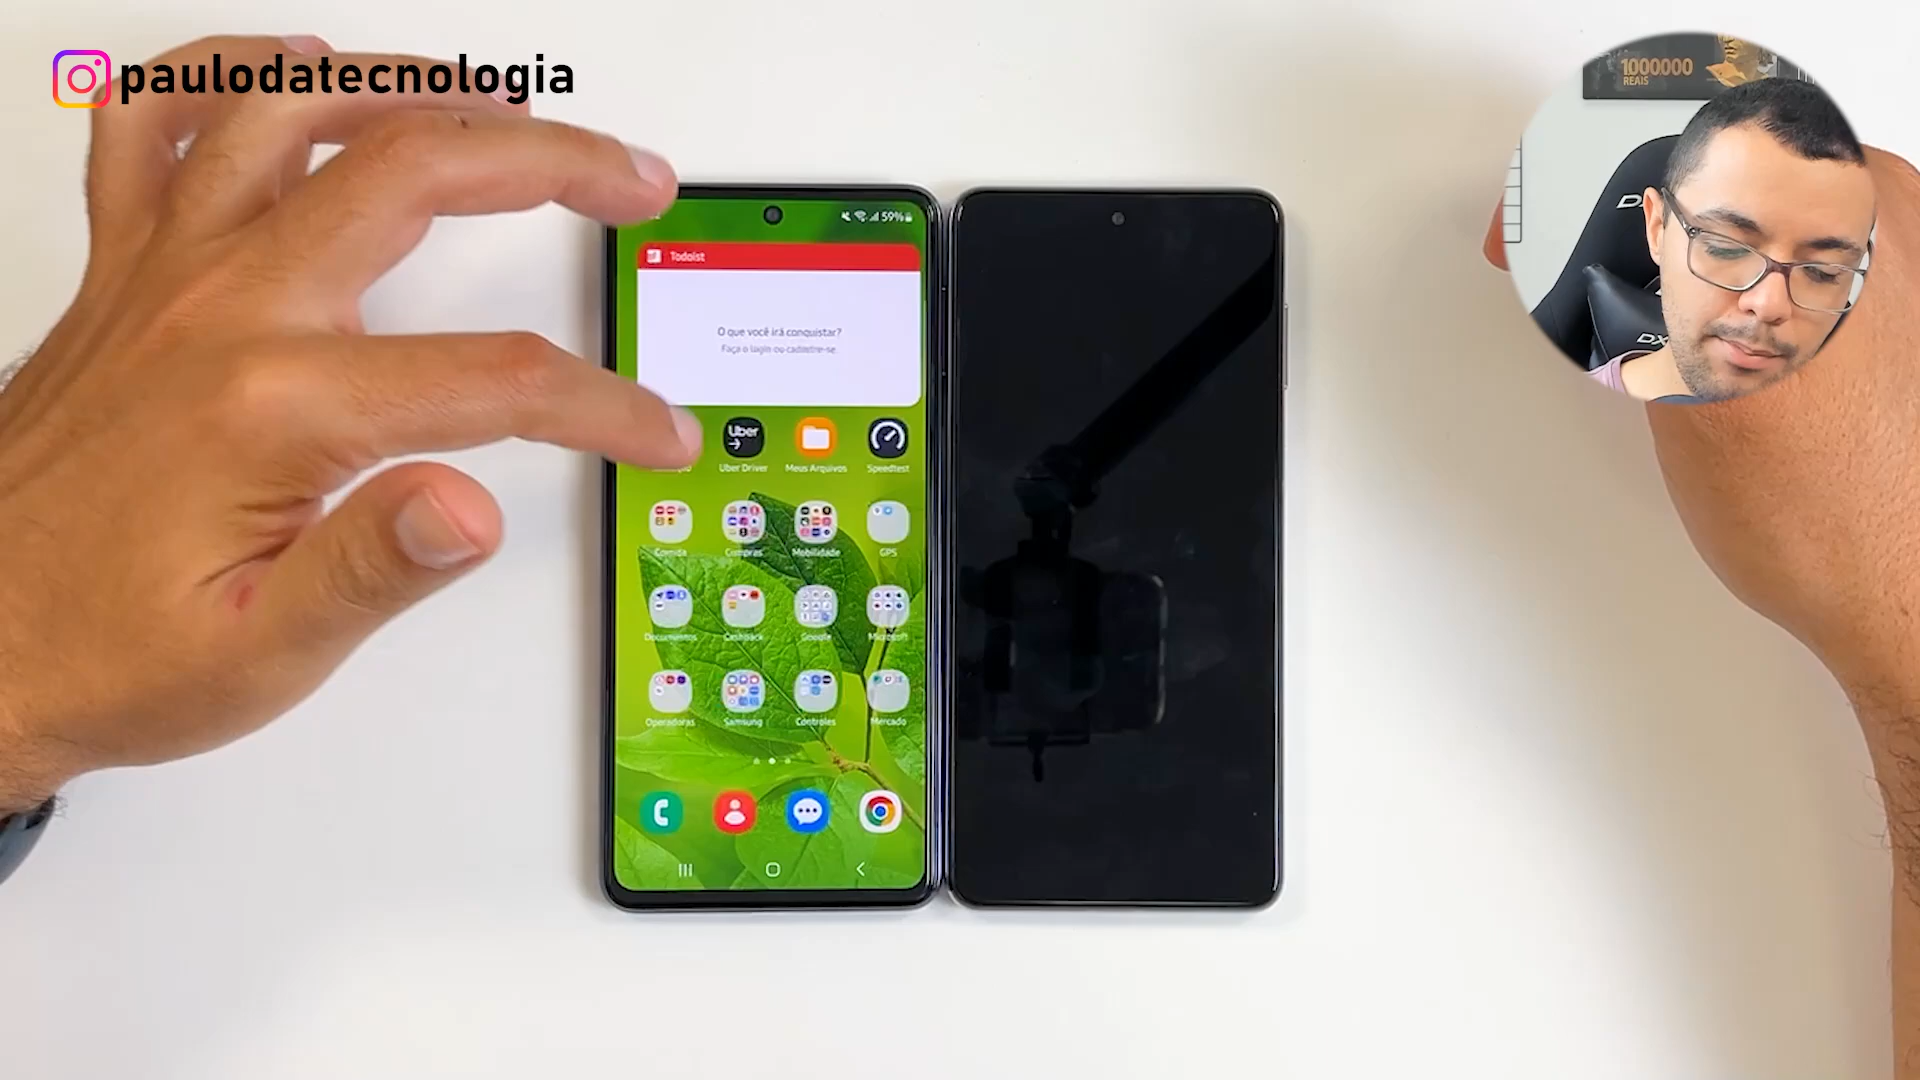 paulodatecnologia
1000000
REAIS
59%
Todoist
O que você irá conquistar?
Faça o login ou cadastre-se.
Uber
Uber Driver
Meus Arquivos
Speedtest
Comida
Compras
Mobilidade
GPS
Documentos
Cashback
Google
Microsoft
Operadoras
Samsung
Controles
Mercado